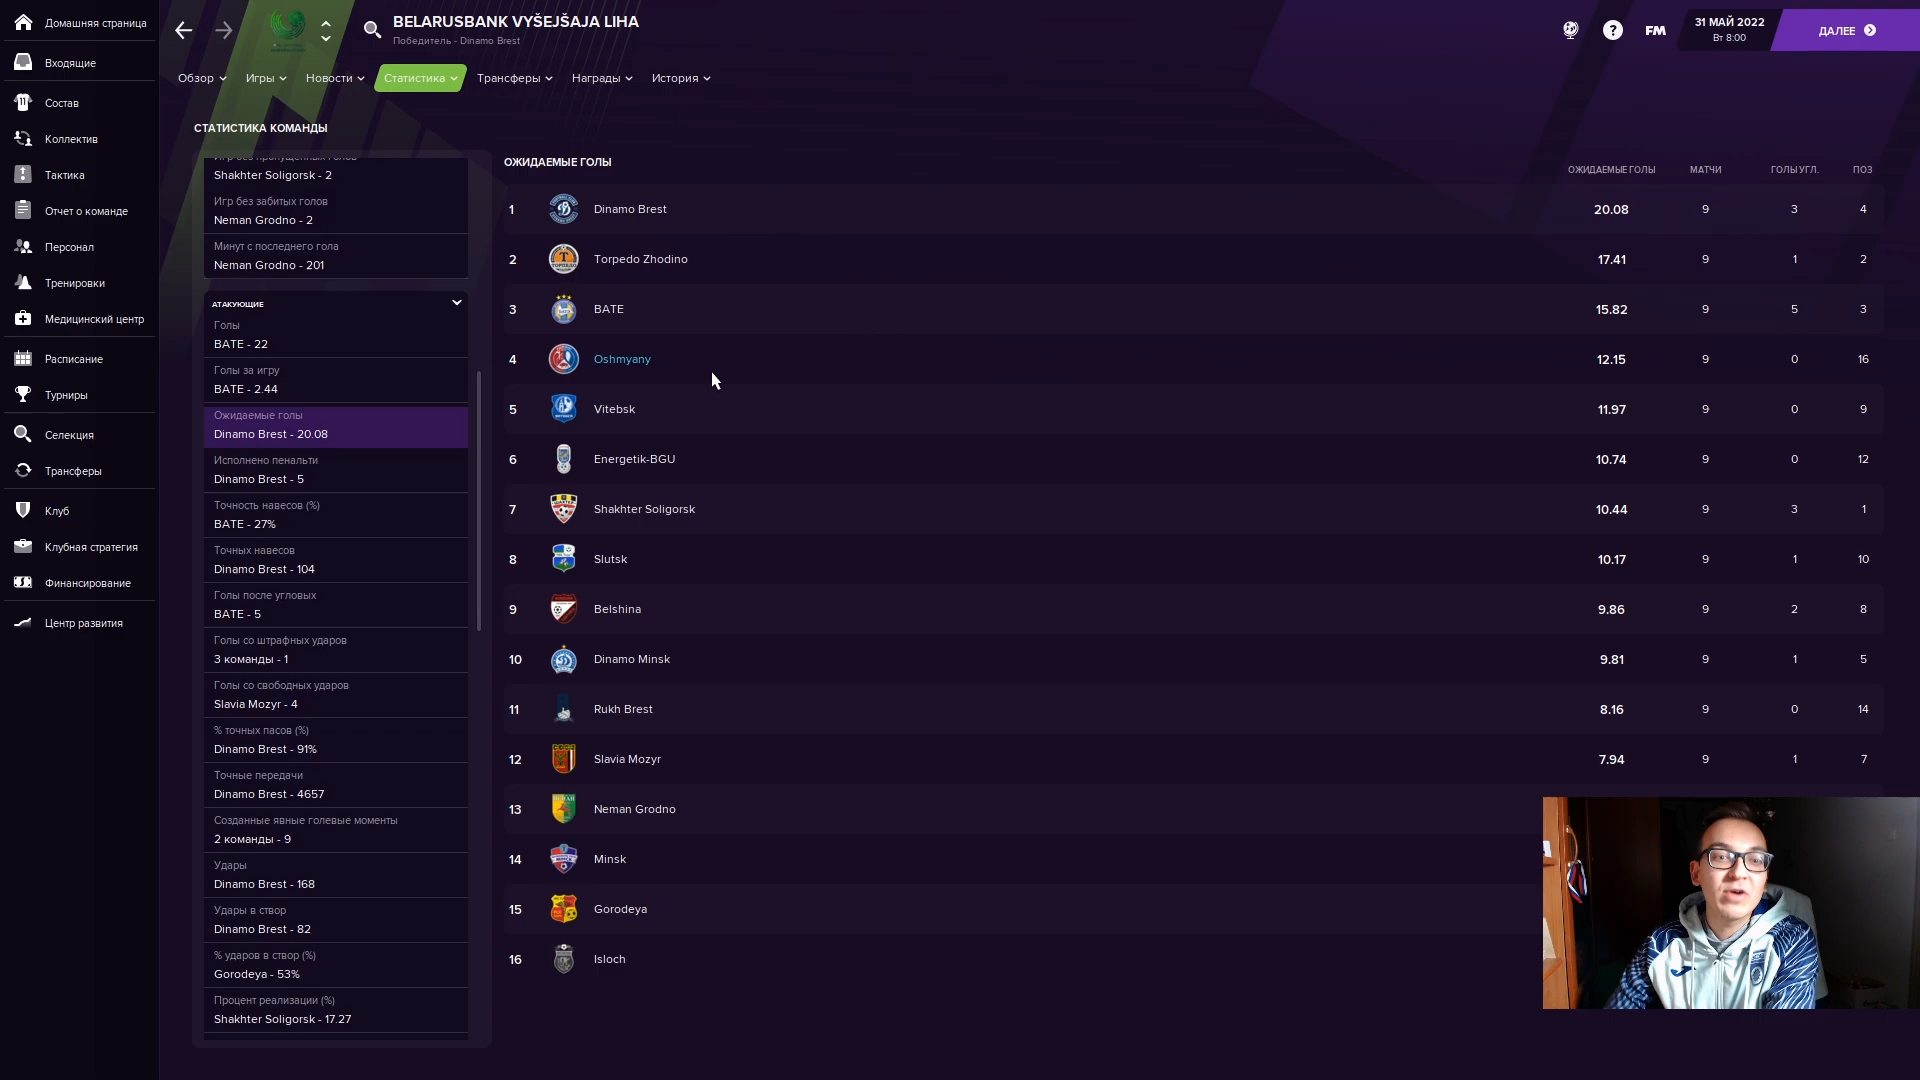 Домашняя страница
Входящие
Состав
Коллектив
Тактика
Отчет о команде
Персонал
Тренировки
Медицинский центр
Расписание
Турниры
Селекция
Трансферы
Клуб
Клубная стратегия
Финансирование
Центр развития
BELARUSBANK VYŠEJŠAJA LIHA
Победитель - Dinamo Brest
FM
31 МАЙ 2022
Вт 8:00
ДАЛЕЕ
Обзор Игры Новости Статистика Трансферы Награды История
СТАТИСТИКА КОМАНДЫ
Игр без пропущенных голов
Shakhter Soligorsk - 2
Игр без забитых голов
Neman Grodno - 2
Минут с последнего гола
Neman Grodno - 201
АТАКУЮЩИЕ
Голы
BATE - 22
Голы за игру
BATE - 2.44
Ожидаемые голы
Dinamo Brest - 20.08
Исполнено пенальти
Dinamo Brest - 5
Точность навесов (%)
BATE - 27%
Точных навесов
Dinamo Brest - 104
Голы после угловых
BATE - 5
Голы со штрафных ударов
3 команды - 1
Голы со свободных ударов
Slavia Mozyr - 4
% точных пасов (%)
Dinamo Brest - 91%
Точные передачи
Dinamo Brest - 4657
Созданные явные голевые моменты
2 команды - 9
Удары
Dinamo Brest - 168
Удары в створ
Dinamo Brest - 82
% ударов в створ (%)
Gorodeya - 53%
Процент реализации (%)
Shakhter Soligorsk - 17.27
ОЖИДАЕМЫЕ ГОЛЫ
ОЖИДАЕМЫЕ ГОЛЫ МАТЧИ ГОЛЫ УГЛ. ПОЗ
1 Dinamo Brest 20.08 9 3 4
2 Torpedo Zhodino 17.41 9 1 2
3 BATE 15.82 9 5 3
4 Oshmyany 12.15 9 0 16
5 Vitebsk 11.97 9 0 9
6 Energetik-BGU 10.74 9 0 12
7 Shakhter Soligorsk 10.44 9 3 1
8 Slutsk 10.17 9 1 10
9 Belshina 9.86 9 2 8
10 Dinamo Minsk 9.81 9 1 5
11 Rukh Brest 8.16 9 0 14
12 Slavia Mozyr 7.94 9 1 7
13 Neman Grodno
14 Minsk
15 Gorodeya
16 Isloch